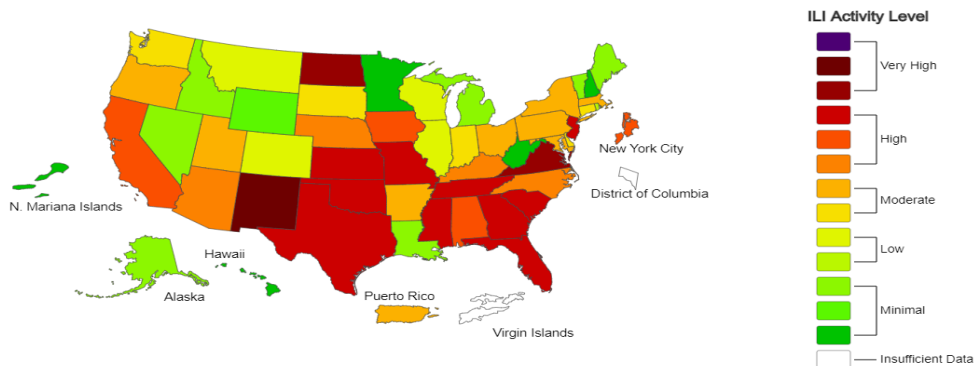 ILI Activity Level
Very High
High
Moderate
Low
Minimal
Insufficient Data
New York City
District of Columbia
N. Mariana Islands
Hawaii
Alaska
Puerto Rico
Virgin Islands